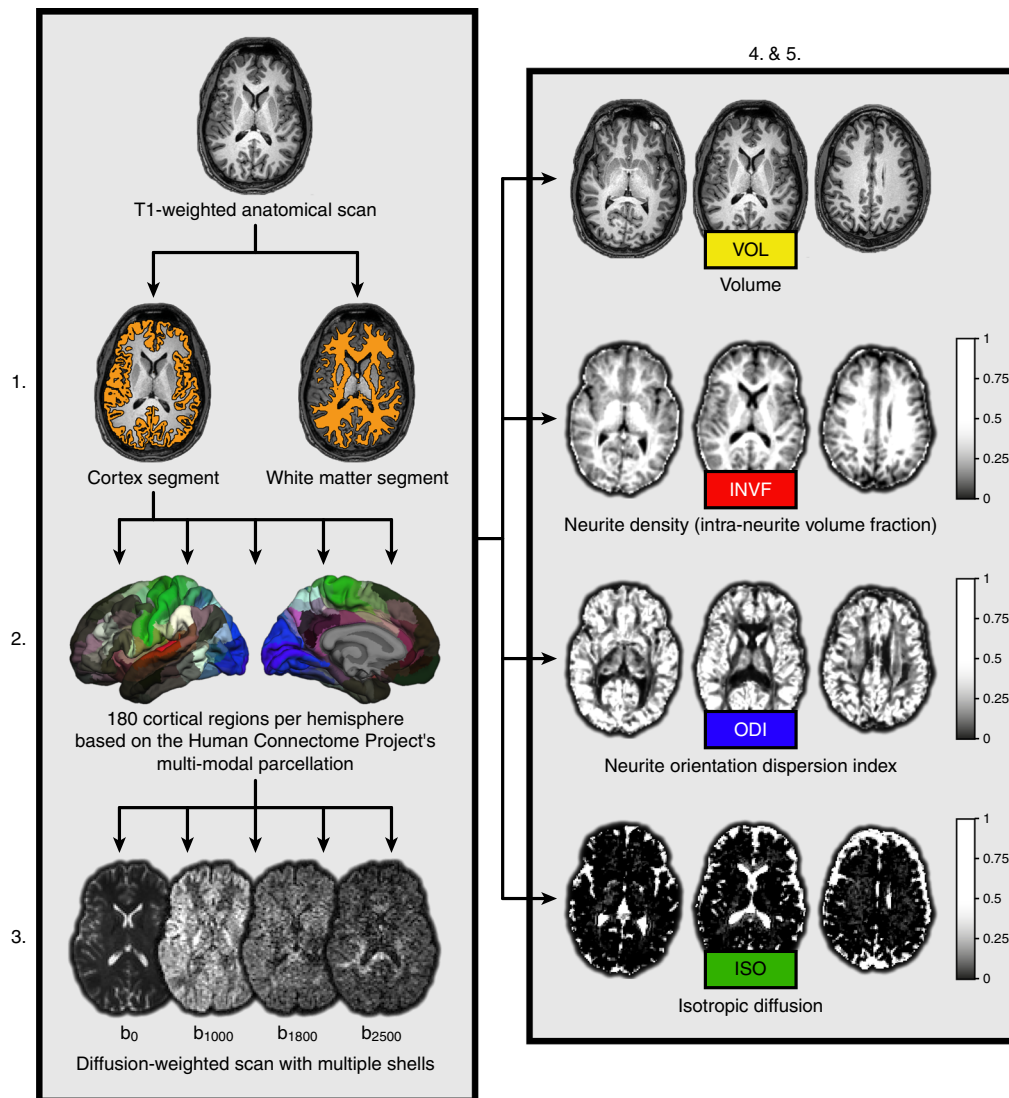 T1-weighted anatomical scan
1.
Cortex segment
White matter segment
2.
180 cortical regions per hemisphere
based on the Human Connectome Project's
multi-modal parcellation
3.
b0
b1000
b1800
b2500
Diffusion-weighted scan with multiple shells
4. & 5.
VOL
Volume
1
0.75
0.5
0.25
0
INVF
Neurite density (intra-neurite volume fraction)
1
0.75
0.5
0.25
0
ODI
Neurite orientation dispersion index
1
0.75
0.5
0.25
0
ISO
Isotropic diffusion